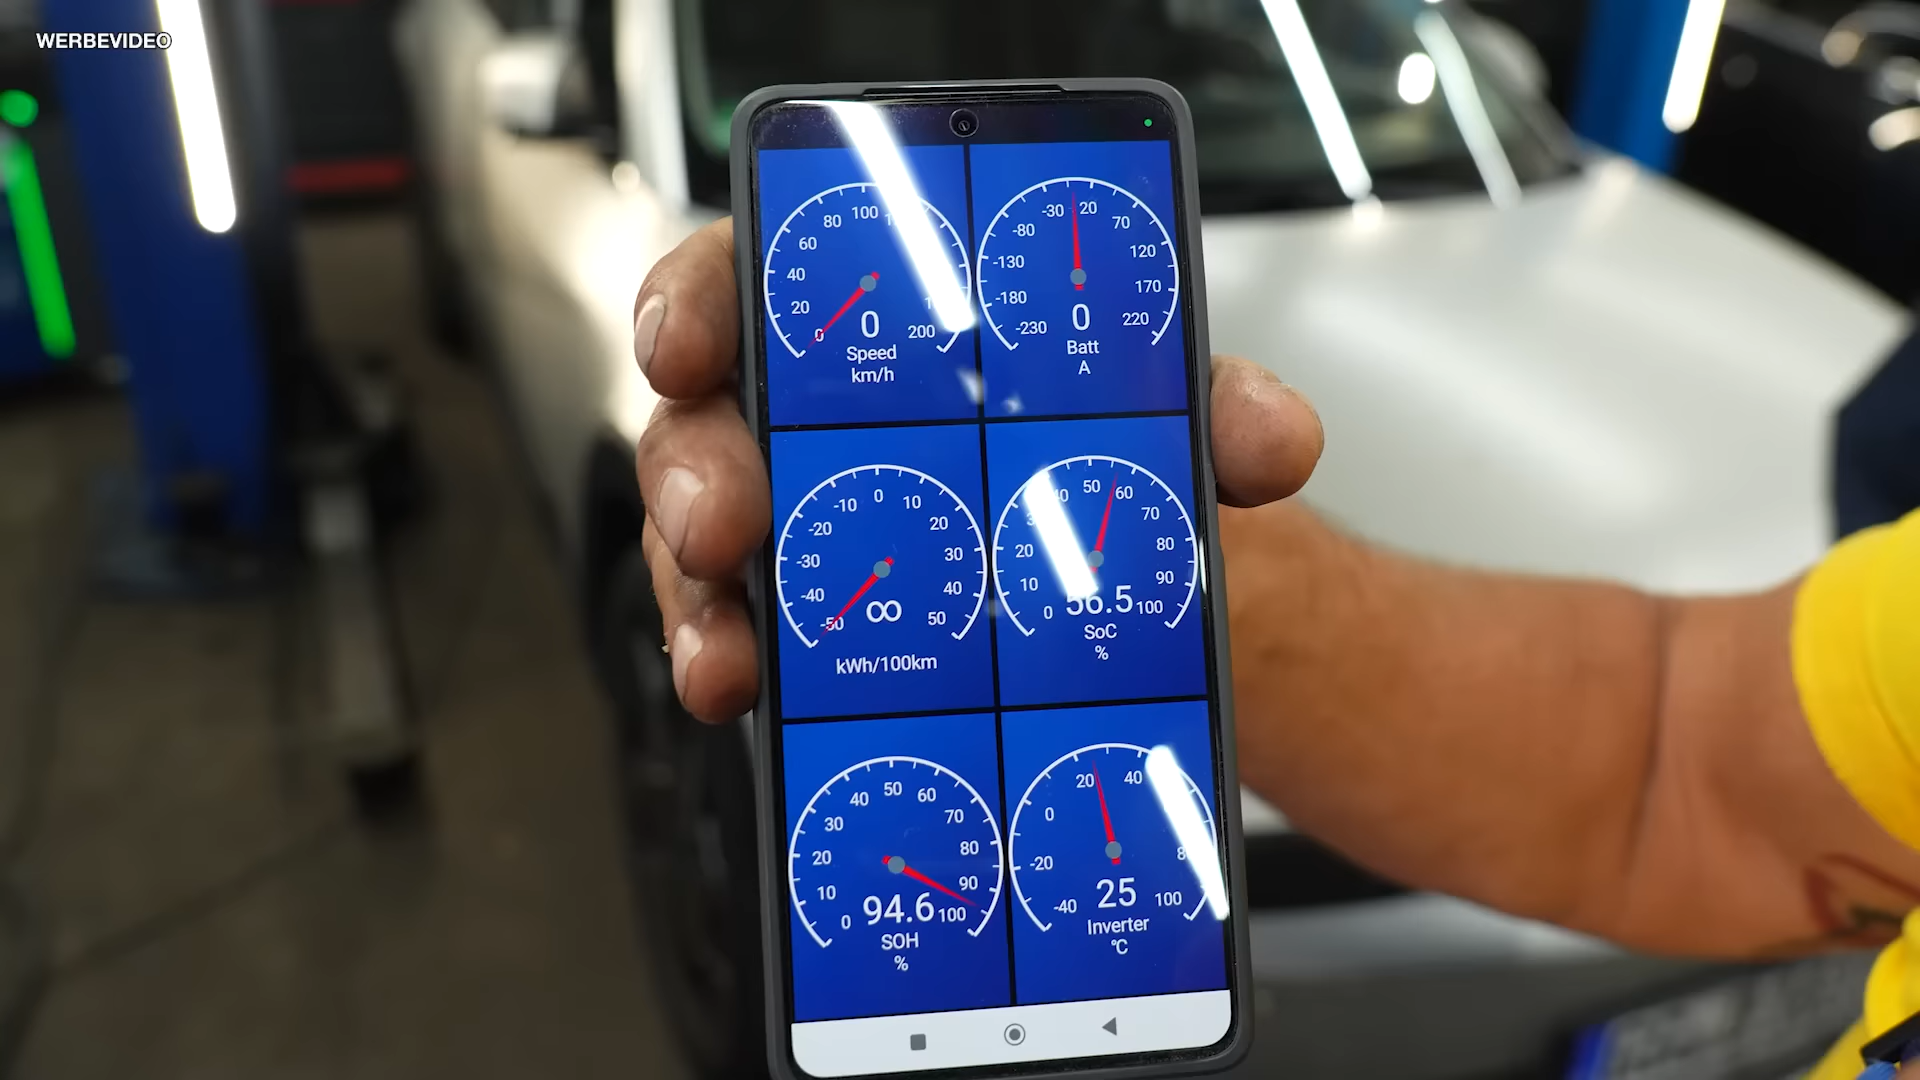 WERBEVIDEO
0 20 40 60 80 100 200
0
Speed
km/h
-230 -180 -130 -80 -30 20 70 120 170 220
0
Batt
A
-50 -40 -30 -20 -10 0 10 20 30 40 50
∞
kWh/100km
0 10 20 50 60 70 80 90 100
56.5
SoC
%
0 10 20 30 40 50 60 70 80 90 100
94.6
SOH
%
-40 -20 0 20 40 100
25
Inverter
°C